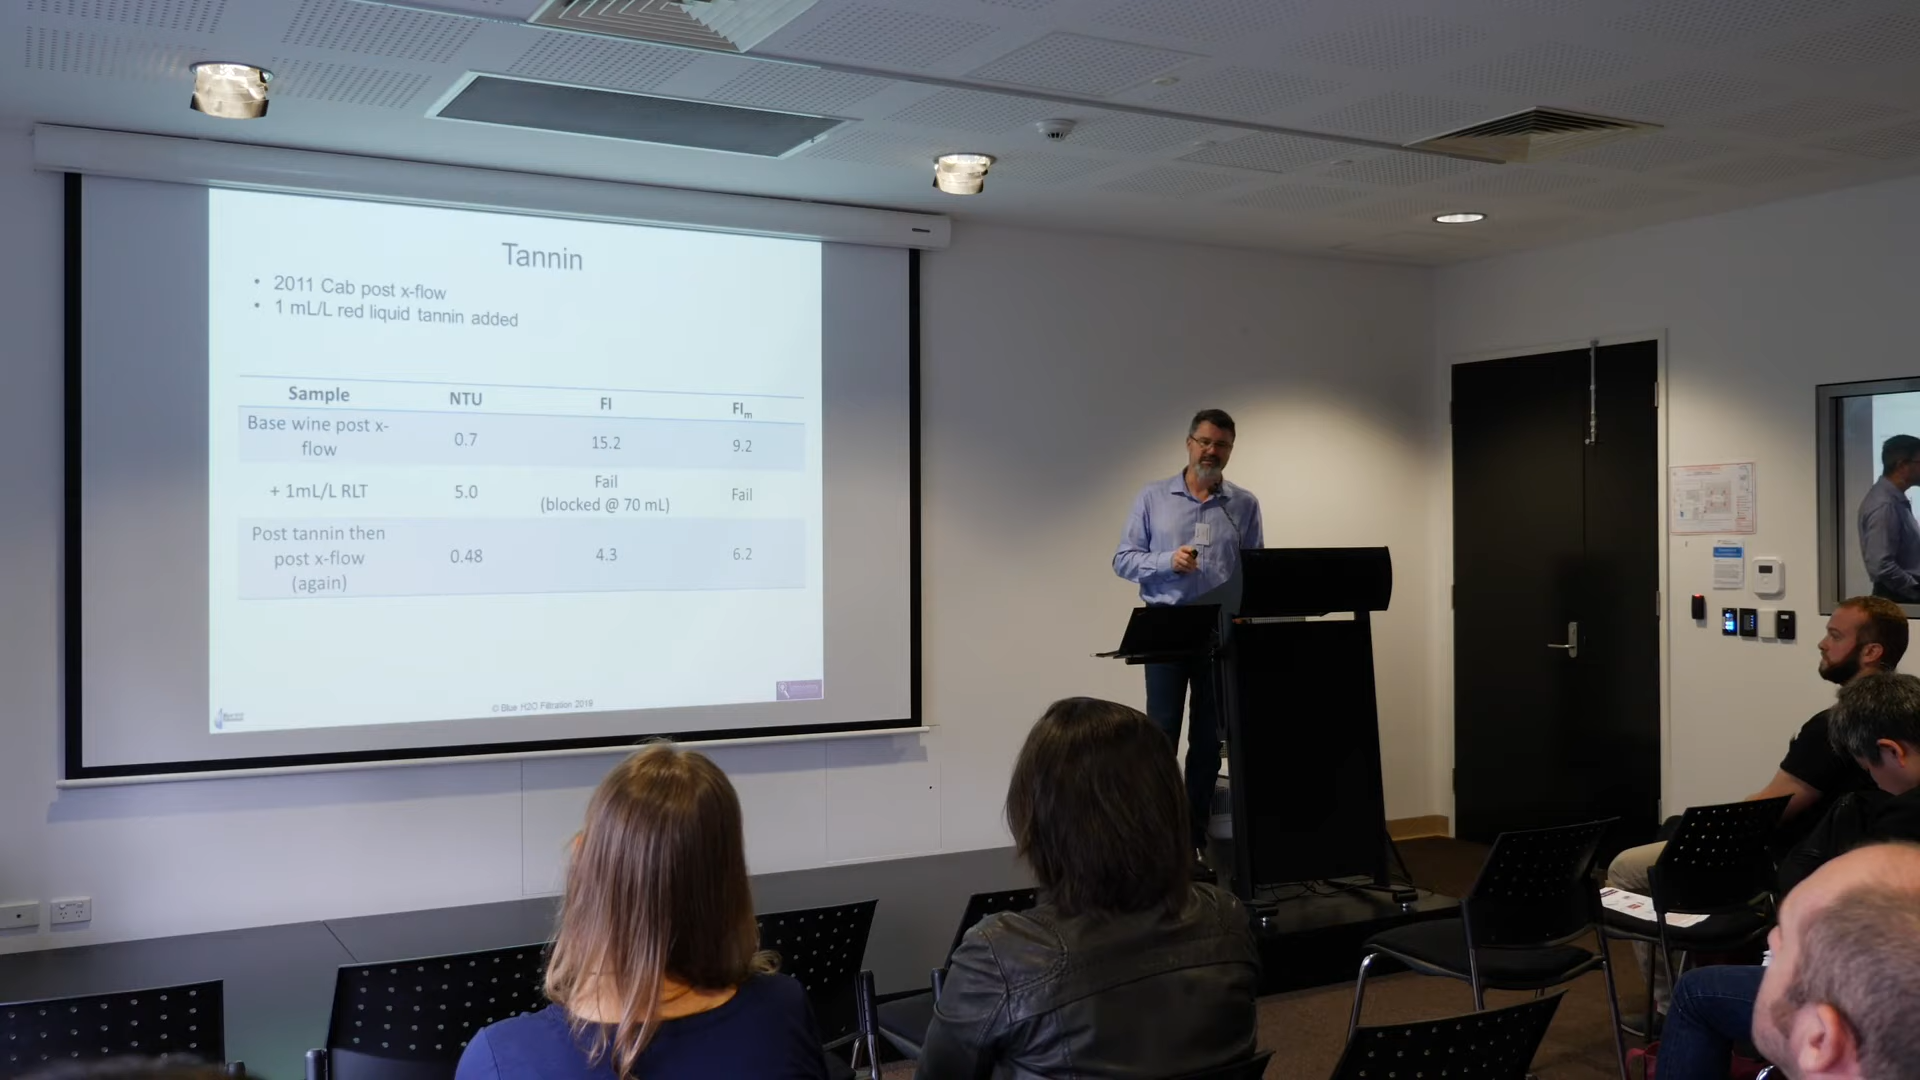 Tannin
• 2011 Cab post x-flow
• 1 mL/L red liquid tannin added
Sample NTU FI FIm
Base wine post x-
flow 0.7 15.2 9.2
+ 1mL/L RLT 5.0 Fail
(blocked @ 70 mL) Fail
Post tannin then
post x-flow
(again) 0.48 4.3 6.2
© Blue H2O Filtration 2019